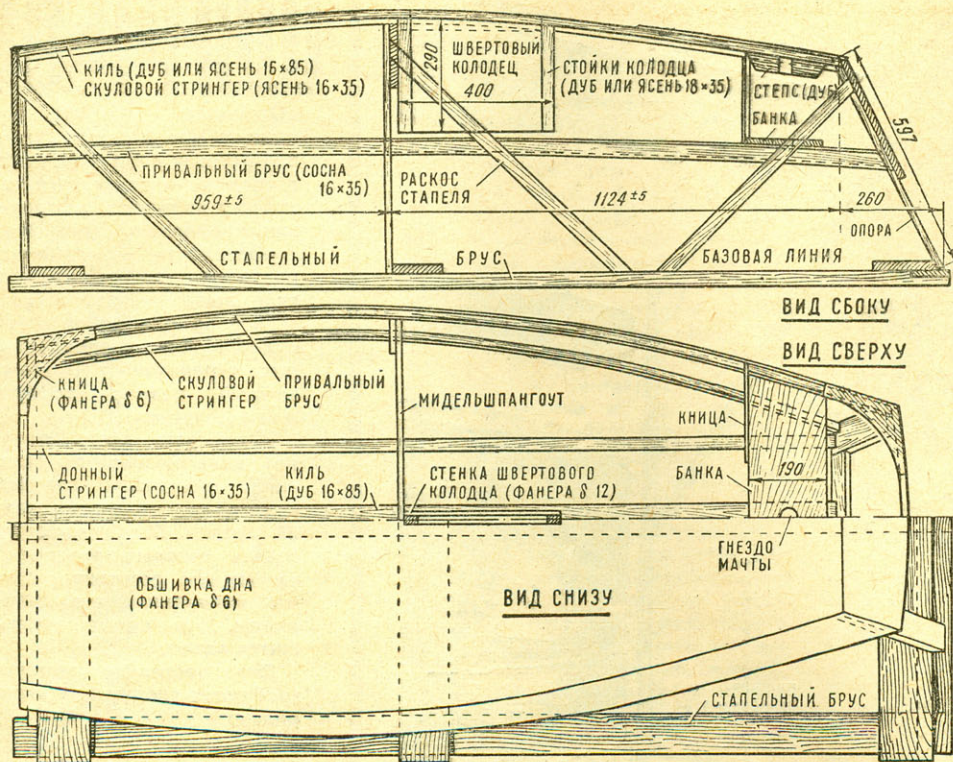 КИЛЬ (ДУБ ИЛИ ЯСЕНЬ 16×85)
СКУЛОВОЙ СТРИНГЕР (ЯСЕНЬ 16×35)
290
ШВЕРТОВЫЙ
КОЛОДЕЦ
400
СТОЙКИ КОЛОДЦА
(ДУБ ИЛИ ЯСЕНЬ 18×35)
СТЕПС (ДУБ)
БАНКА
597
ПРИВАЛЬНЫЙ БРУС (СОСНА
16×35)
РАСКОС
СТАПЕЛЯ
959±5
1124±5
260
ОПОРА
СТАПЕЛЬНЫЙ
БРУС
БАЗОВАЯ ЛИНИЯ
ВИД СБОКУ
ВИД СВЕРХУ
КНИЦА
(ФАНЕРА δ6)
СКУЛОВОЙ
СТРИНГЕР
ПРИВАЛЬНЫЙ
БРУС
МИДЕЛЬШПАНГОУТ
КНИЦА
ДОННЫЙ
СТРИНГЕР (СОСНА 16×35)
КИЛЬ
(ДУБ 16×85)
СТЕНКА ШВЕРТОВОГО
КОЛОДЦА (ФАНЕРА δ 12)
БАНКА
190
ГНЕЗДО
МАЧТЫ
ОБШИВКА ДНА
(ФАНЕРА δ6)
ВИД СНИЗУ
СТАПЕЛЬНЫЙ БРУС